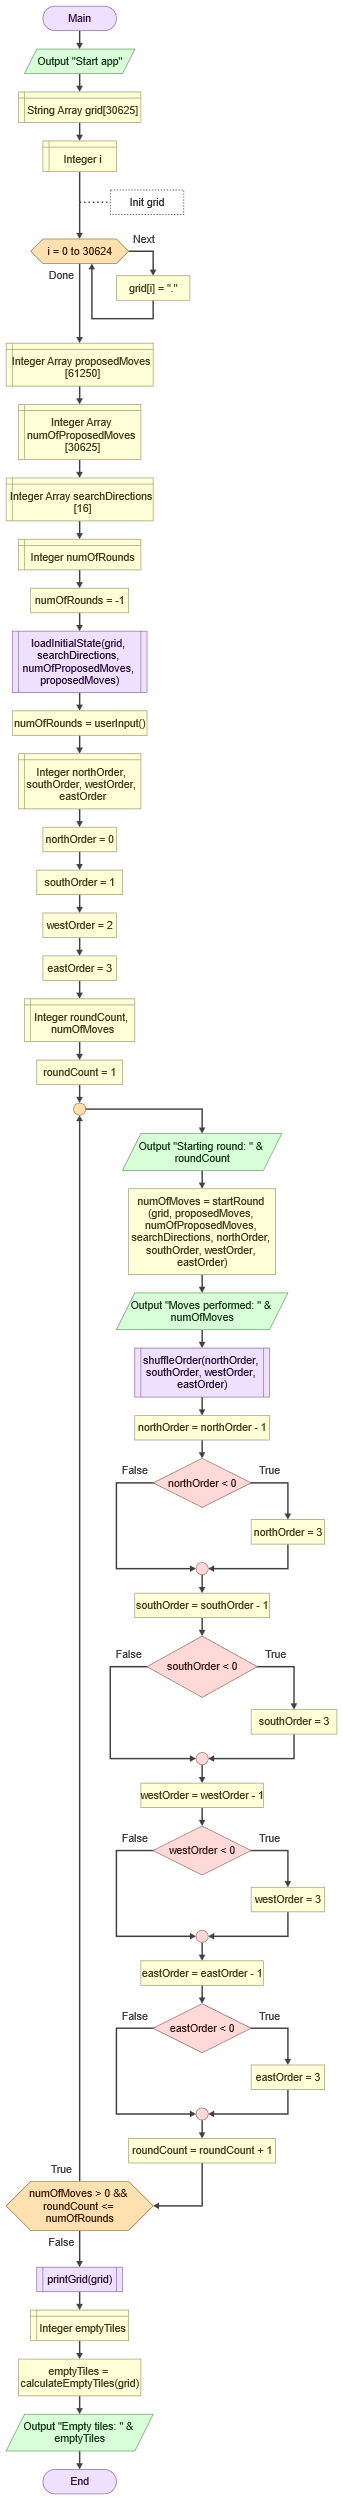 Main
Output "Start app"
String Array grid[30625]
Integer i
Init grid
i = 0 to 30624
Next
Done
grid[i] = "."
Integer Array proposedMoves
[61250]
Integer Array
numOfProposedMoves
[30625]
Integer Array searchDirections
[16]
Integer numOfRounds
numOfRounds = -1
loadInitialState(grid,
searchDirections,
numOfProposedMoves,
proposedMoves)
numOfRounds = userInput()
Integer northOrder,
southOrder, westOrder,
eastOrder
northOrder = 0
southOrder = 1
westOrder = 2
eastOrder = 3
Integer roundCount,
numOfMoves
roundCount = 1
Output "Starting round: " &
roundCount
numOfMoves = startRound
(grid, proposedMoves,
numOfProposedMoves,
searchDirections, northOrder,
southOrder, westOrder,
eastOrder)
Output "Moves performed: " &
numOfMoves
shuffleOrder(northOrder,
southOrder, westOrder,
eastOrder)
northOrder = northOrder - 1
False
True
northOrder < 0
northOrder = 3
southOrder = southOrder - 1
False
True
southOrder < 0
southOrder = 3
westOrder = westOrder - 1
False
True
westOrder < 0
westOrder = 3
eastOrder = eastOrder - 1
False
True
eastOrder < 0
eastOrder = 3
roundCount = roundCount + 1
True
numOfMoves > 0 &&
roundCount <=
numOfRounds
False
printGrid(grid)
Integer emptyTiles
emptyTiles =
calculateEmptyTiles(grid)
Output "Empty tiles: " &
emptyTiles
End